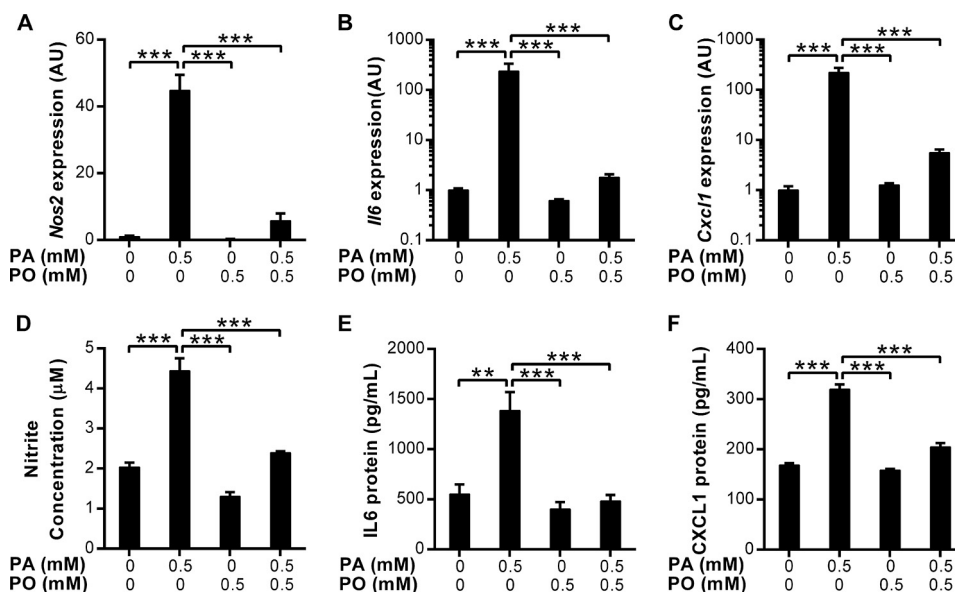 A
Nos2 expression (AU)
60
40
20
0
***
***
***
PA (mM) 0 0.5 0 0.5
PO (mM) 0 0 0.5 0.5
B
Il6 expression(AU)
1000
100
10
1
0.1
***
***
***
PA (mM) 0 0.5 0 0.5
PO (mM) 0 0 0.5 0.5
C
Cxcl1 expression (AU)
1000
100
10
1
0.1
***
***
***
PA (mM) 0 0.5 0 0.5
PO (mM) 0 0 0.5 0.5
D
Nitrite
Concentration (µM)
5
4
3
2
1
0
***
***
***
PA (mM) 0 0.5 0 0.5
PO (mM) 0 0 0.5 0.5
E
IL6 protein (pg/mL)
2000
1500
1000
500
0
***
**
***
PA (mM) 0 0.5 0 0.5
PO (mM) 0 0 0.5 0.5
F
CXCL1 protein (pg/mL)
400
300
200
100
0
***
***
***
PA (mM) 0 0.5 0 0.5
PO (mM) 0 0 0.5 0.5